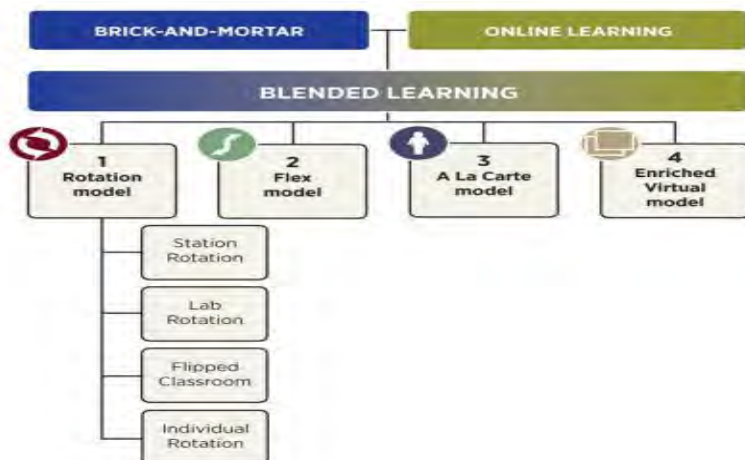 BRICK-AND-MORTAR
ONLINE LEARNING
BLENDED LEARNING
1
Rotation
model
2
Flex
model
3
A La Carte
model
4
Enriched
Virtual
model
Station
Rotation
Lab
Rotation
Flipped
Classroom
Individual
Rotation